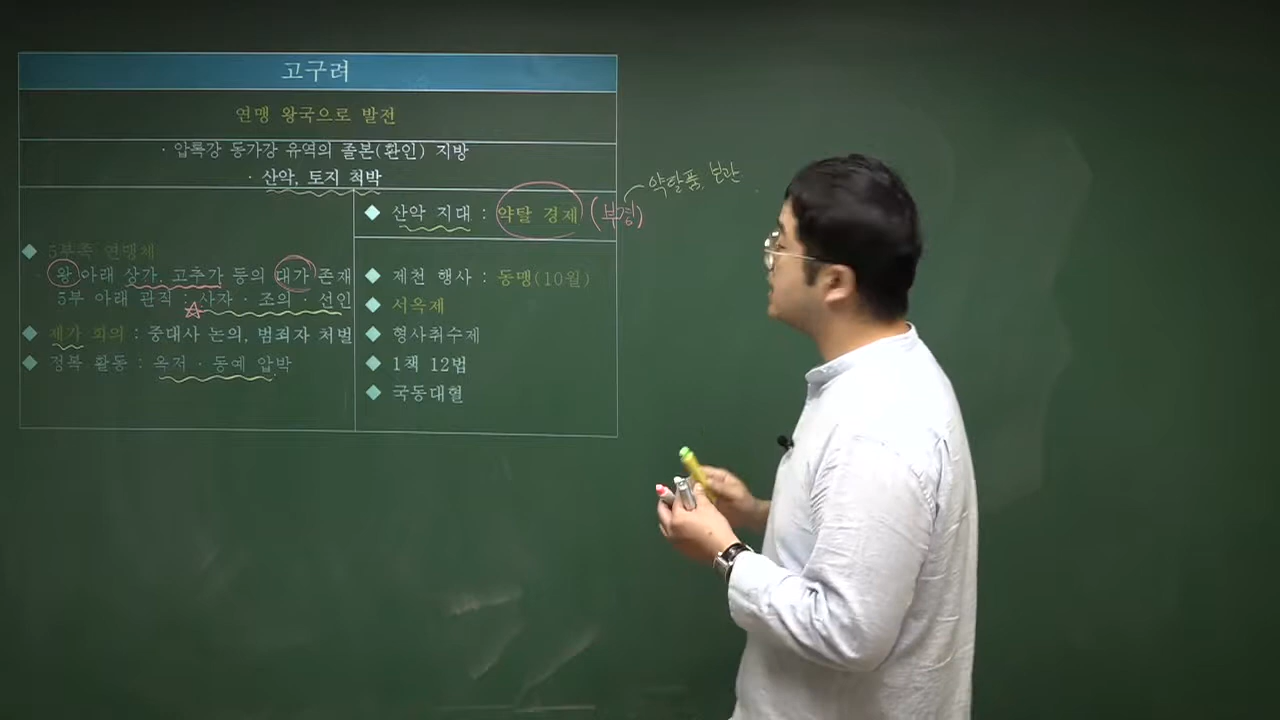 고구려
연맹 왕국으로 발전
· 압록강 동가강 유역의 졸본(환인) 지방
· 산악, 토지 척박
◆ 5부족 연맹체
· 왕 아래 상가, 고추가 등의 대가 존재
5부 아래 관직 : 사자 · 조의 · 선인
◆ 제가 회의 : 중대사 논의, 범죄자 처벌
◆ 정복 활동 : 옥저 · 동예 압박
◆ 산악 지대 : 약탈 경제 (부경) 약탈품 보관
◆ 제천 행사 : 동맹(10월)
◆ 서옥제
◆ 형사취수제
◆ 1책 12법
◆ 국동대혈